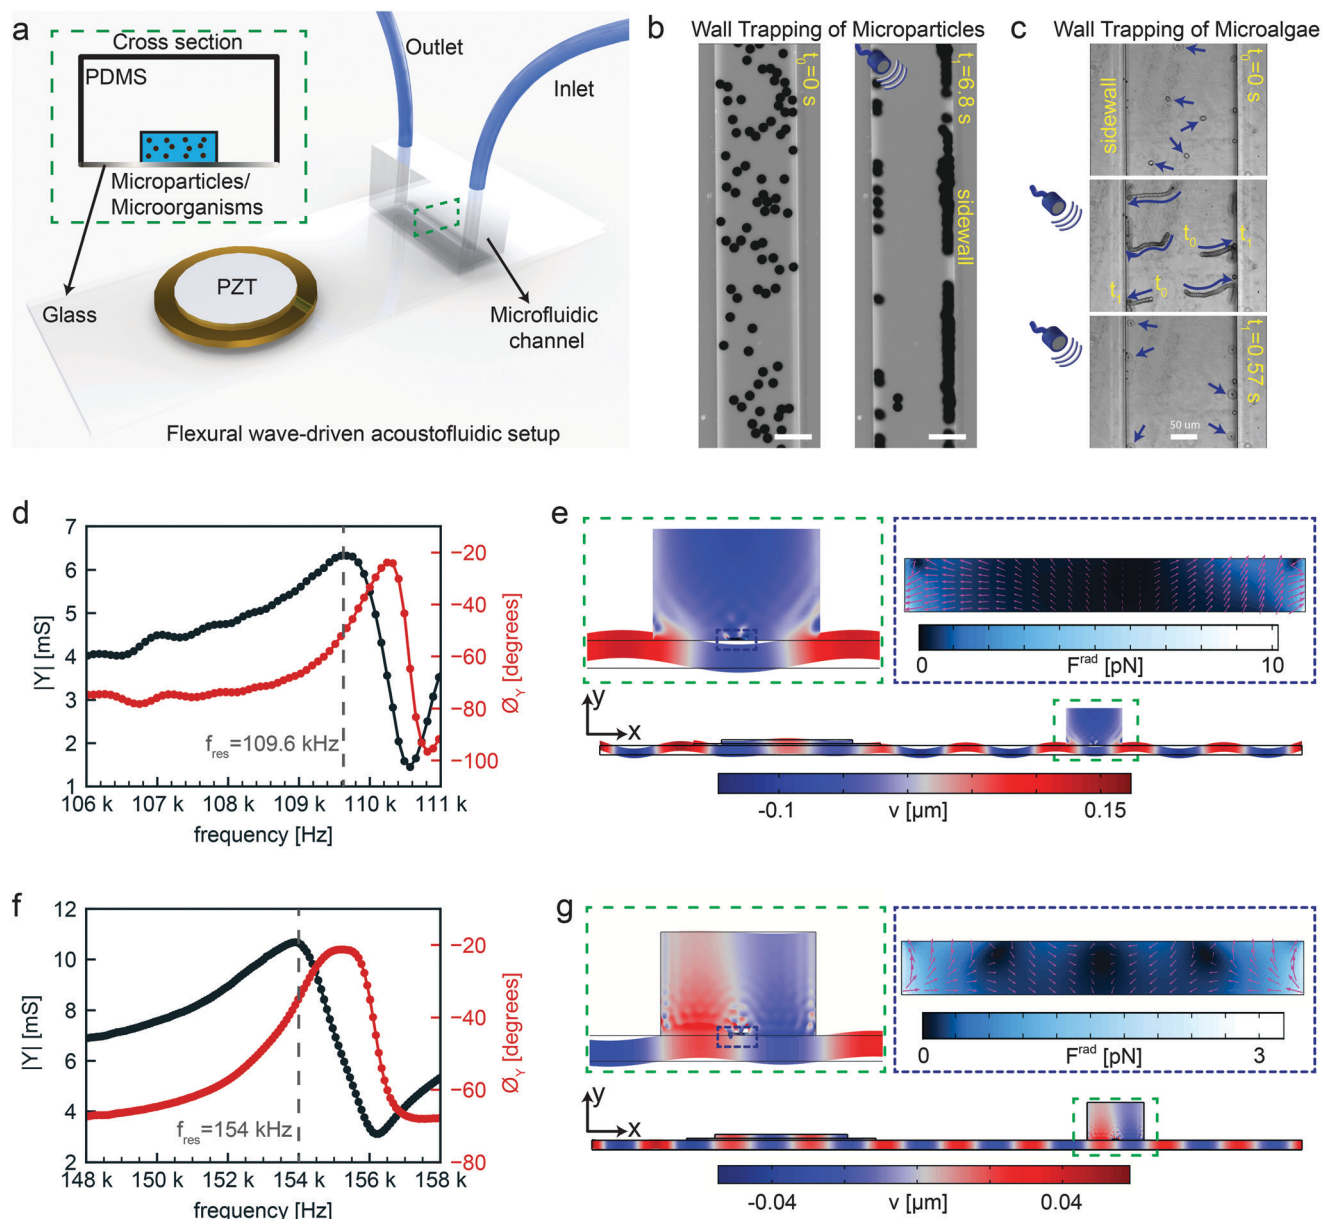 a
Cross section
PDMS
Microparticles/
Microorganisms
Outlet
Inlet
PZT
Glass
Microfluidic
channel
Flexural wave-driven acoustofluidic setup
b
Wall Trapping of Microparticles
t0=0 s
t1=6.8 s
sidewall
c
Wall Trapping of Microalgae
sidewall
t0=0 s
t0
t1
t1
t0
t1=0.57 s
50 um
d
7
6
5
4
3
2
1
|Y| [mS]
−20
−40
−60
−80
−100
Ø_Y [degrees]
f_res=109.6 kHz
106 k
107 k
108 k
109 k
110 k
111 k
frequency [Hz]
e
0
10
F^rad [pN]
y
x
-0.1
v [µm]
0.15
f
12
10
8
6
4
2
|Y| [mS]
−20
−40
−60
−80
Ø_Y [degrees]
f_res=154 kHz
148 k
150 k
152 k
154 k
156 k
158 k
frequency [Hz]
g
0
F^rad [pN]
3
y
x
-0.04
v [µm]
0.04